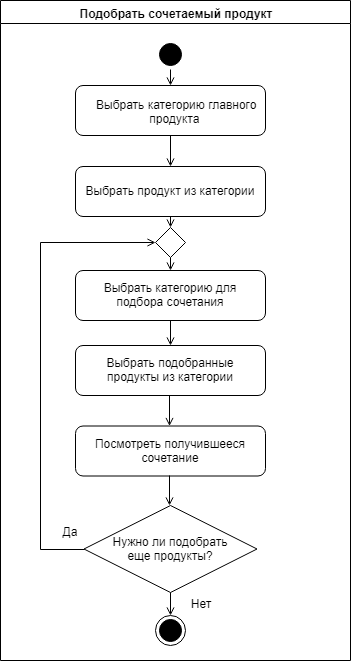 Подобрать сочетаемый продукт
Выбрать категорию главного
продукта
Выбрать продукт из категории
Выбрать категорию для
подбора сочетания
Выбрать подобранные
продукты из категории
Посмотреть получившееся
сочетание
Нужно ли подобрать
еще продукты?
Да
Нет